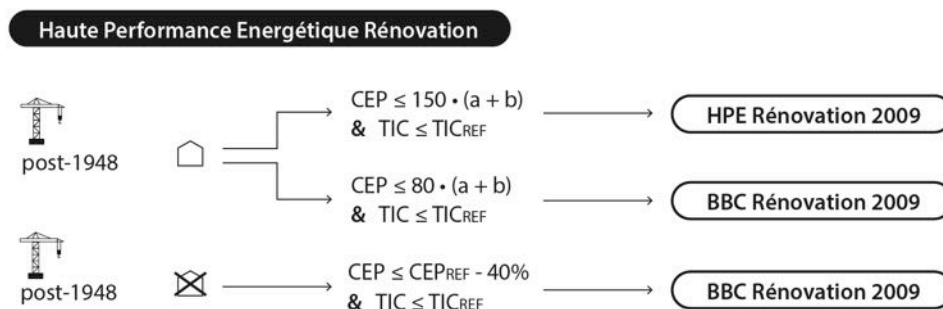 Haute Performance Energétique Rénovation
CEP ≤ 150 • (a + b)
& TIC ≤ TICREF
HPE Rénovation 2009
post-1948
CEP ≤ 80 • (a + b)
& TIC ≤ TICREF
BBC Rénovation 2009
CEP ≤ CEPREF - 40%
& TIC ≤ TICREF
BBC Rénovation 2009
post-1948